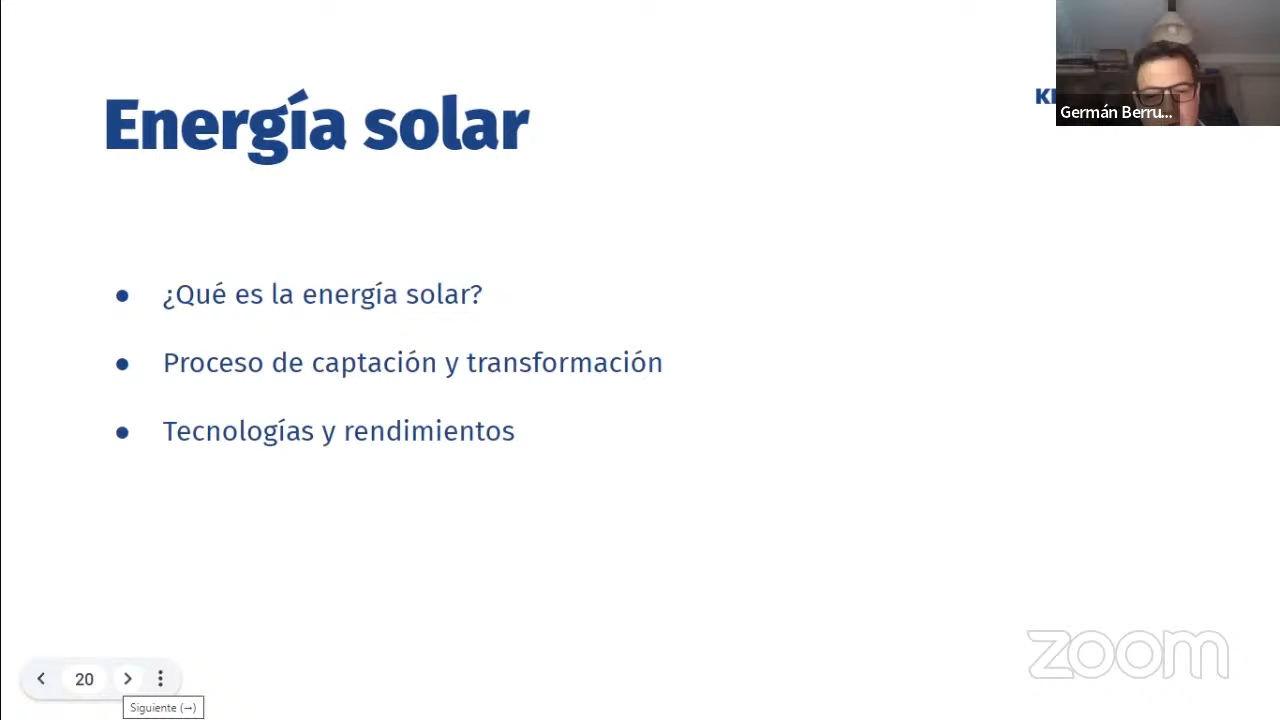 Energía solar
Germán Berru...
● ¿Qué es la energía solar?
● Proceso de captación y transformación
● Tecnologías y rendimientos
zoom
20
Siguiente (→)